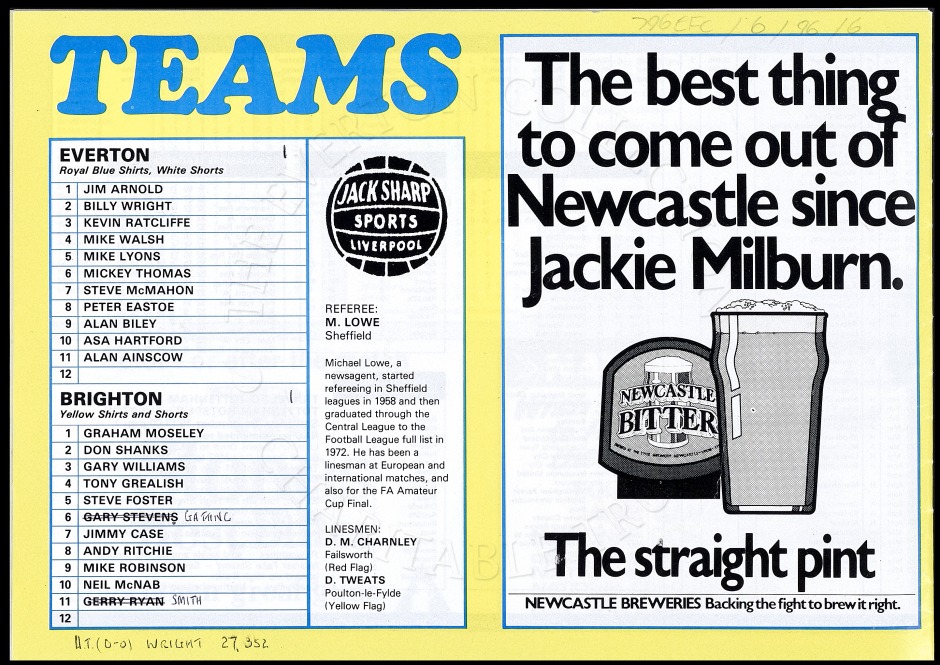 TEAMS
EVERTON 1
Royal Blue Shirts, White Shorts
1 JIM ARNOLD
2 BILLY WRIGHT
3 KEVIN RATCLIFFE
4 MIKE WALSH
5 MIKE LYONS
6 MICKEY THOMAS
7 STEVE McMAHON
8 PETER EASTOE
9 ALAN BILEY
10 ASA HARTFORD
11 ALAN AINSCOW
12
BRIGHTON 1
Yellow Shirts and Shorts
1 GRAHAM MOSELEY
2 DON SHANKS
3 GARY WILLIAMS
4 TONY GREALISH
5 STEVE FOSTER
6 GARY STEVENS GATTING
7 JIMMY CASE
8 ANDY RITCHIE
9 MIKE ROBINSON
10 NEIL McNAB
11 GERRY RYAN SMITH
12
H.T. (0-0) WRIGHT 27,352
JACK SHARP
SPORTS
LIVERPOOL
REFEREE:
M. LOWE
Sheffield
Michael Lowe, a
newsagent, started
refereeing in Sheffield
leagues in 1958 and then
graduated through the
Central League to the
Football League full list in
1972. He has been a
linesman at European and
international matches, and
also for the FA Amateur
Cup Final.
LINESMEN:
D. M. CHARNLEY
Failsworth
(Red Flag)
D. TWEATS
Poulton-le-Fylde
(Yellow Flag)
796EFC/6/96/6
The best thing
to come out of
Newcastle since
Jackie Milburn.
NEWCASTLE
BITTER
The straight pint
NEWCASTLE BREWERIES Backing the fight to brew it right.